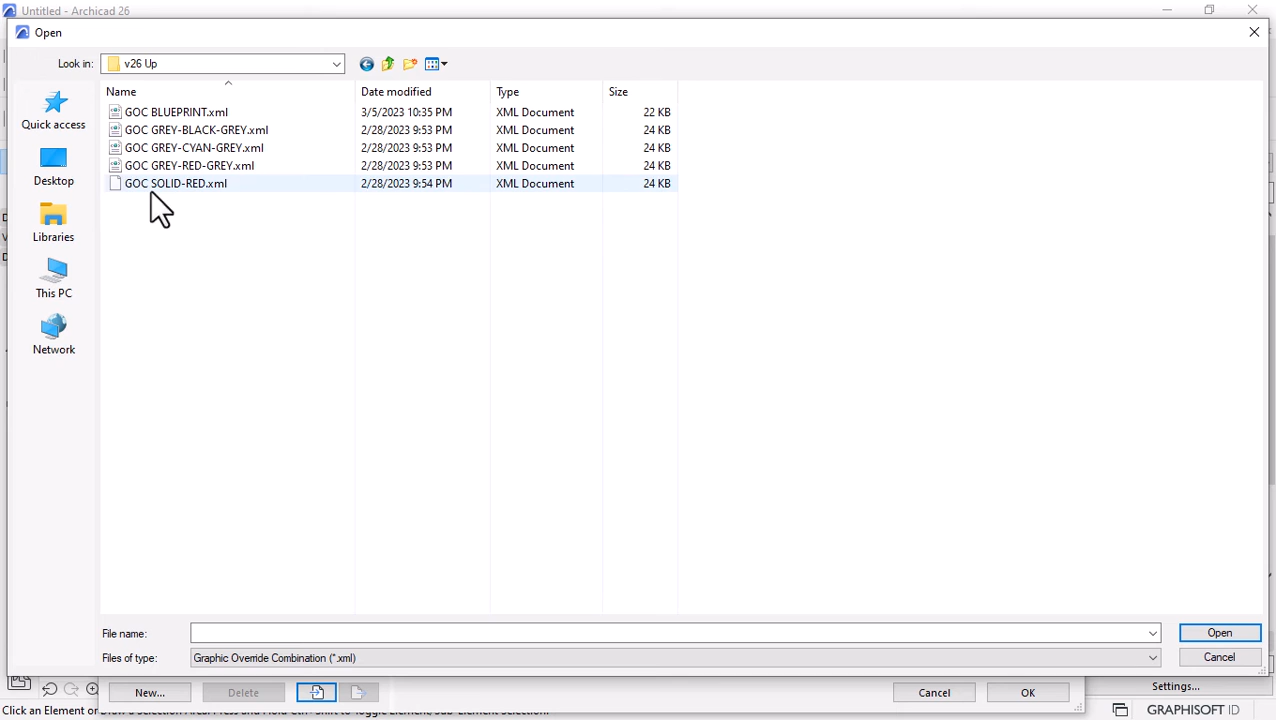 Untitled - Archicad 26
Open
Look in:
v26 Up
Quick access
Desktop
Libraries
This PC
Network
Name Date modified Type Size
GOC BLUEPRINT.xml 3/5/2023 10:35 PM XML Document 22 KB
GOC GREY-BLACK-GREY.xml 2/28/2023 9:53 PM XML Document 24 KB
GOC GREY-CYAN-GREY.xml 2/28/2023 9:53 PM XML Document 24 KB
GOC GREY-RED-GREY.xml 2/28/2023 9:53 PM XML Document 24 KB
GOC SOLID-RED.xml 2/28/2023 9:54 PM XML Document 24 KB
File name:
Open
Files of type: Graphic Override Combination (*.xml)
Cancel
New... Delete Cancel OK
Settings...
GRAPHISOFT ID